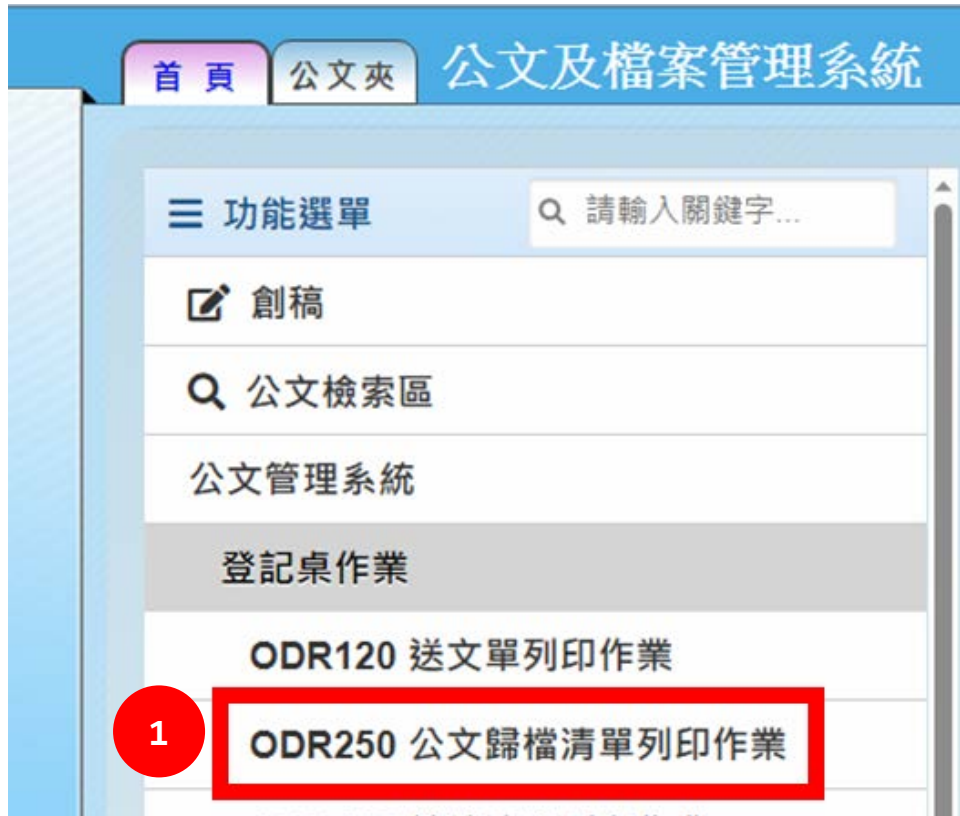 首頁 公文夾 公文及檔案管理系統
功能選單 請輸入關鍵字...
創稿
公文檢索區
公文管理系統
登記桌作業
ODR120 送文單列印作業
1 ODR250 公文歸檔清單列印作業